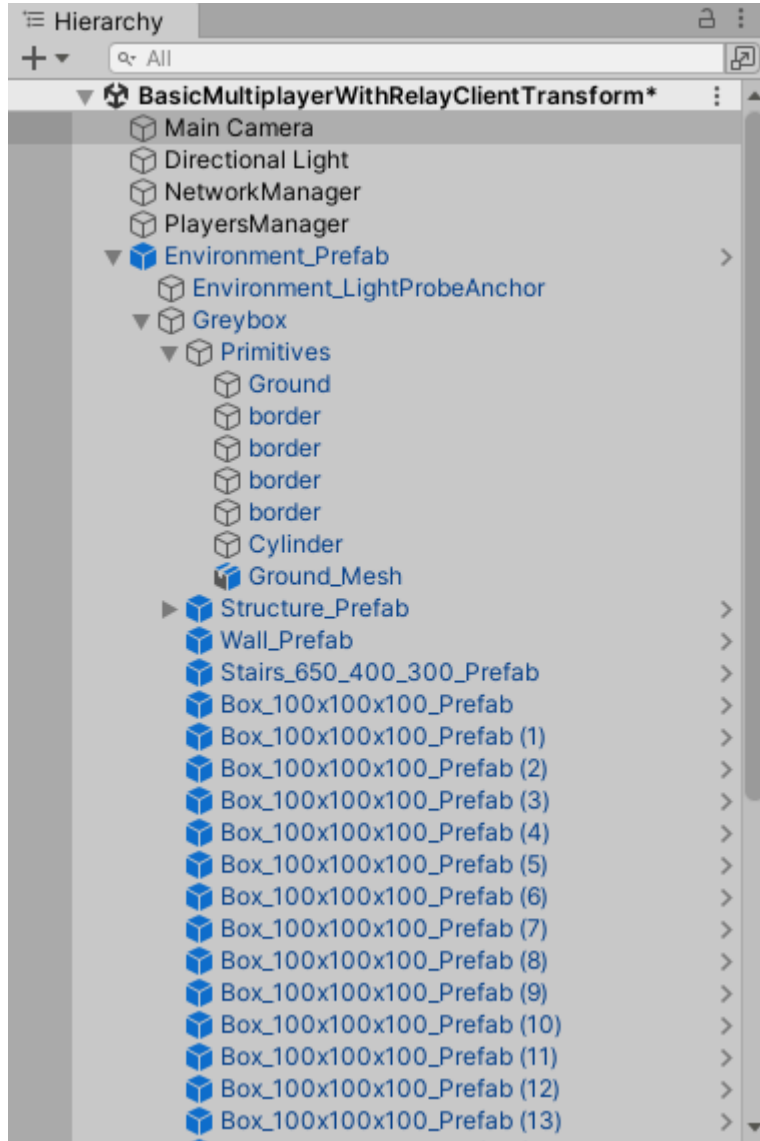 Hierarchy
All
BasicMultiplayerWithRelayClientTransform*
Main Camera
Directional Light
NetworkManager
PlayersManager
Environment_Prefab
Environment_LightProbeAnchor
Greybox
Primitives
Ground
border
border
border
border
Cylinder
Ground_Mesh
Structure_Prefab
Wall_Prefab
Stairs_650_400_300_Prefab
Box_100x100x100_Prefab
Box_100x100x100_Prefab (1)
Box_100x100x100_Prefab (2)
Box_100x100x100_Prefab (3)
Box_100x100x100_Prefab (4)
Box_100x100x100_Prefab (5)
Box_100x100x100_Prefab (6)
Box_100x100x100_Prefab (7)
Box_100x100x100_Prefab (8)
Box_100x100x100_Prefab (9)
Box_100x100x100_Prefab (10)
Box_100x100x100_Prefab (11)
Box_100x100x100_Prefab (12)
Box_100x100x100_Prefab (13)